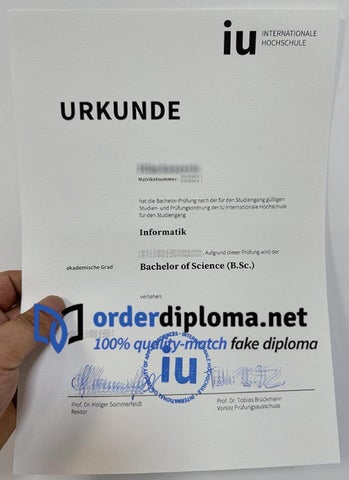 iu INTERNATIONALE
HOCHSCHULE
URKUNDE
Matrikelnummer:
hat die Bachelor-Prüfung nach der für den Studiengang gültigen
Studien- und Prüfungsordnung der IU Internationale Hochschule
für den Studiengang
Informatik
Aufgrund dieser Prüfung wird der
akademische Grad Bachelor of Science (B.Sc.)
verliehen.
orderdiploma.net
100% quality-match fake diploma
iu
Prof. Dr. Holger Sommerfeldt
Rektor
Prof. Dr. Tobias Brückmann
Vorsitz Prüfungsausschuss